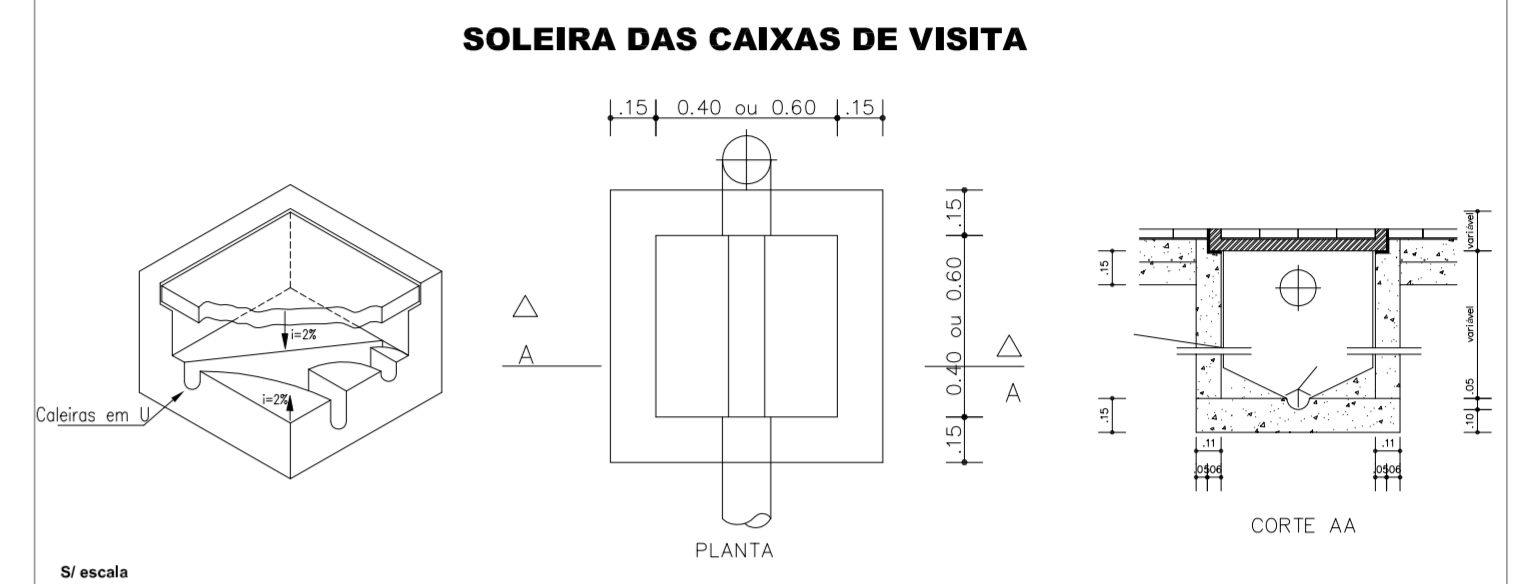 SOLEIRA DAS CAIXAS DE VISITA
i=2%
i=2%
Caleiras em U
.15 0.40 ou 0.60 .15
.15
0.40 ou 0.60
.15
A
A
PLANTA
variável
.15
variável
.05
.15
.10
.11 .11
.05 06 .05 06
CORTE AA
S/ escala